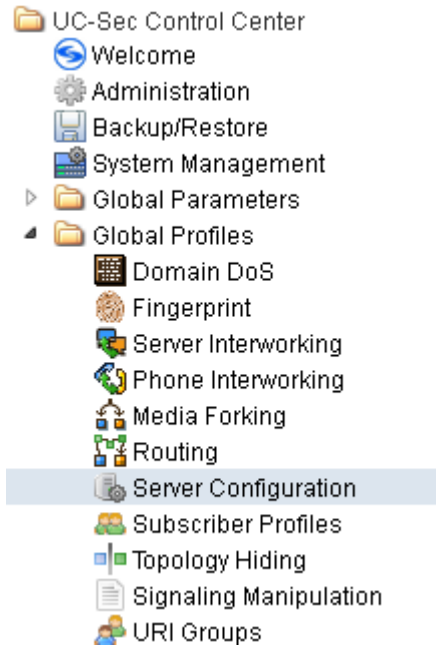 UC-Sec Control Center
Welcome
Administration
Backup/Restore
System Management
Global Parameters
Global Profiles
Domain DoS
Fingerprint
Server Interworking
Phone Interworking
Media Forking
Routing
Server Configuration
Subscriber Profiles
Topology Hiding
Signaling Manipulation
URI Groups